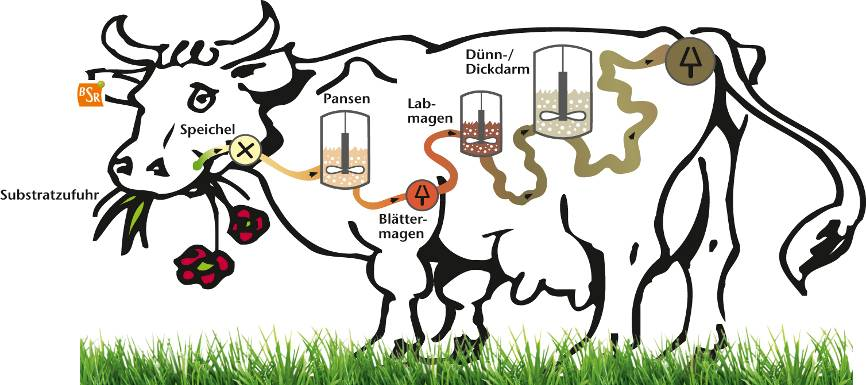 Dünn-/
Dickdarm
Pansen
Lab-
magen
BSR
Speichel
Substratzufuhr
Blätter-
magen